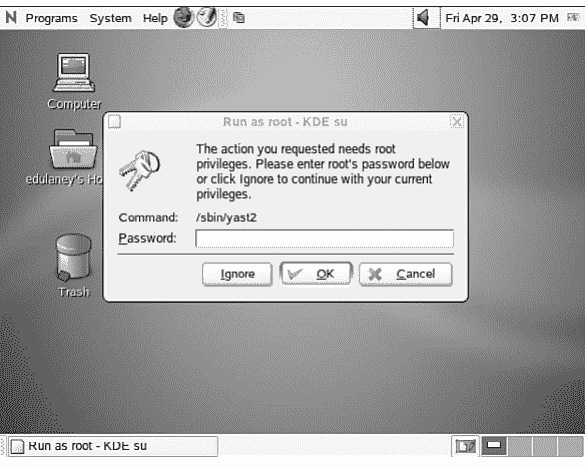 N Programs System Help Fri Apr 29, 3:07 PM
Computer
edulaney's Ho
Trash
Run as root - KDE su
The action you requested needs root
privileges. Please enter root's password below
or click Ignore to continue with your current
privileges.
Command: /sbin/yast2
Password:
Ignore OK Cancel
Run as root - KDE su